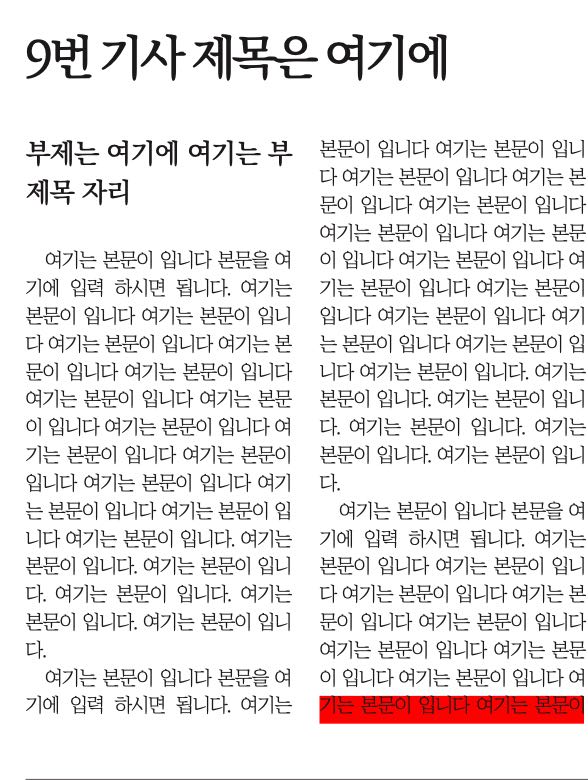 9번 기사 제목은 여기에
부제는 여기에 여기는 부
제목 자리
여기는 본문이 입니다 본문을 여
기에 입력 하시면 됩니다. 여기는
본문이 입니다 여기는 본문이 입니
다 여기는 본문이 입니다 여기는 본
문이 입니다 여기는 본문이 입니다
여기는 본문이 입니다 여기는 본문
이 입니다 여기는 본문이 입니다 여
기는 본문이 입니다 여기는 본문이
입니다 여기는 본문이 입니다 여기
는 본문이 입니다 여기는 본문이 입
니다 여기는 본문이 입니다. 여기는
본문이 입니다. 여기는 본문이 입니
다. 여기는 본문이 입니다. 여기는
본문이 입니다. 여기는 본문이 입니
다.
여기는 본문이 입니다 본문을 여
기에 입력 하시면 됩니다. 여기는
본문이 입니다 여기는 본문이 입니
다 여기는 본문이 입니다 여기는 본
문이 입니다 여기는 본문이 입니다
여기는 본문이 입니다 여기는 본문
이 입니다 여기는 본문이 입니다 여
기는 본문이 입니다 여기는 본문이
입니다 여기는 본문이 입니다 여기
는 본문이 입니다 여기는 본문이 입
니다 여기는 본문이 입니다. 여기는
본문이 입니다. 여기는 본문이 입니
다. 여기는 본문이 입니다. 여기는
본문이 입니다. 여기는 본문이 입니
다.
여기는 본문이 입니다 본문을 여
기에 입력 하시면 됩니다. 여기는
본문이 입니다 여기는 본문이 입니
다 여기는 본문이 입니다 여기는 본
문이 입니다 여기는 본문이 입니다
여기는 본문이 입니다 여기는 본문
이 입니다 여기는 본문이 입니다 여
기는 본문이 입니다 여기는 본문이